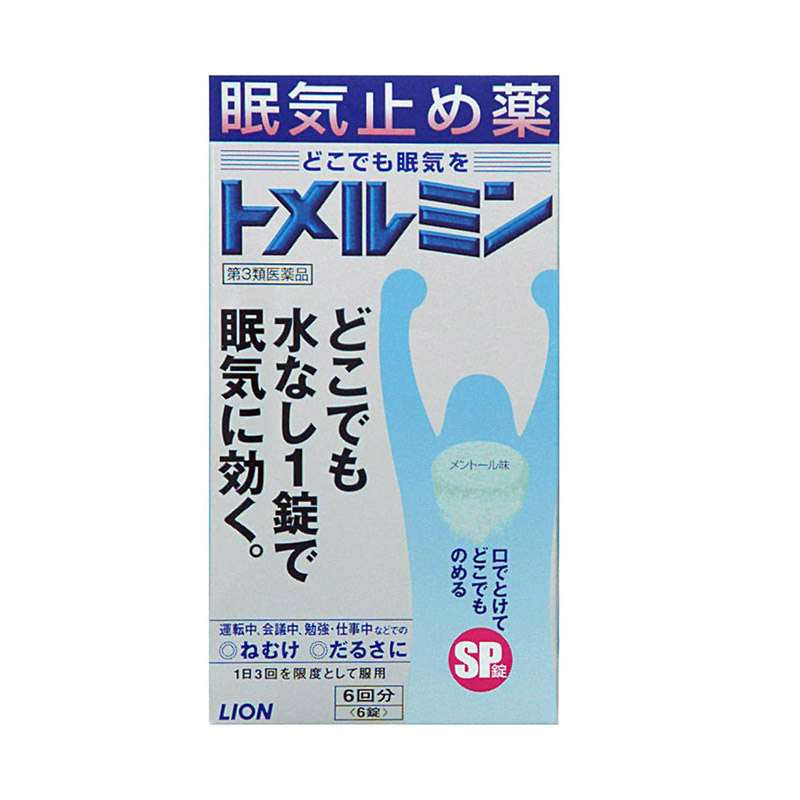 眠気止め薬
どこでも眠気を
トメルミン
第3類医薬品
どこでも
水なし1錠で
眠気に効く。
メントール味
口でとけて
どこでも
のめる
SP錠
運転中、会議中、勉強・仕事中などでの
◎ねむけ ◎だるさに
1日3回を限度として服用
6回分
〈6錠〉
LION